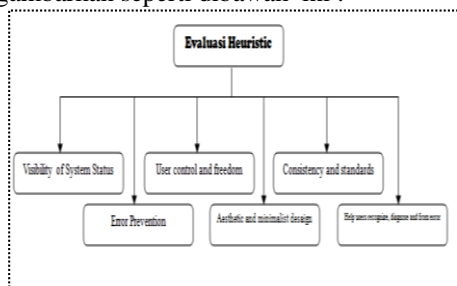 gambarkan seperti dibawah ini :
Evaluasi Heuristic
Visibility of System Status
User control and freedom
Consistency and standards
Error Prevention
Aesthetic and minimalist desaign
Help users recognize, diagnose and from error